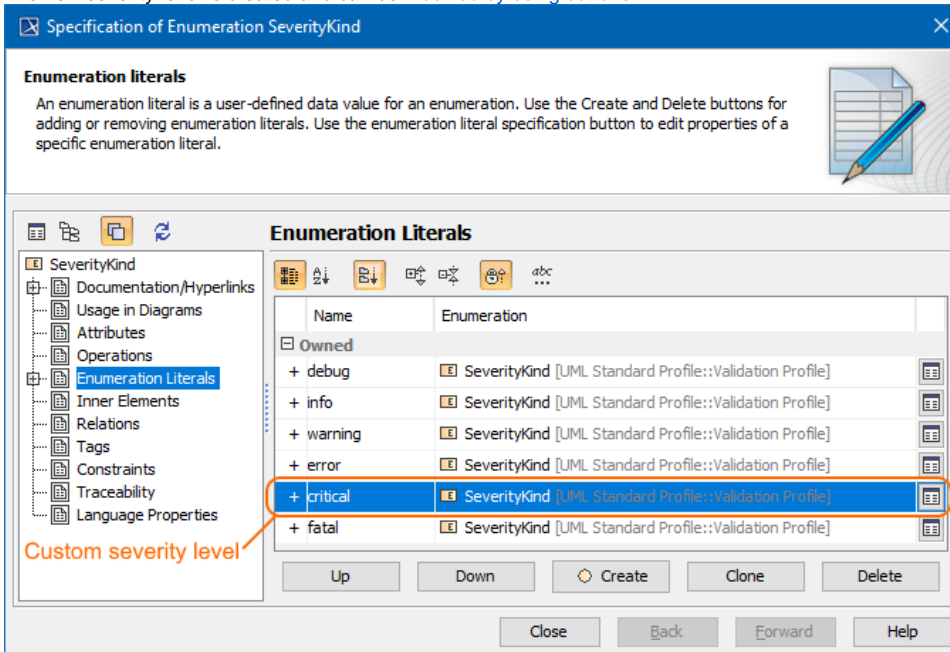 Specification of Enumeration SeverityKind
Enumeration literals
An enumeration literal is a user-defined data value for an enumeration. Use the Create and Delete buttons for
adding or removing enumeration literals. Use the enumeration literal specification button to edit properties of a
specific enumeration literal.
Enumeration Literals
SeverityKind
Documentation/Hyperlinks
Usage in Diagrams
Attributes
Operations
Enumeration Literals
Inner Elements
Relations
Tags
Constraints
Traceability
Language Properties
Custom severity level
Name Enumeration
Owned
+ debug E SeverityKind [UML Standard Profile::Validation Profile]
+ info E SeverityKind [UML Standard Profile::Validation Profile]
+ warning E SeverityKind [UML Standard Profile::Validation Profile]
+ error E SeverityKind [UML Standard Profile::Validation Profile]
+ critical E SeverityKind [UML Standard Profile::Validation Profile]
+ fatal E SeverityKind [UML Standard Profile::Validation Profile]
Up Down Create Clone Delete
Close Back Forward Help